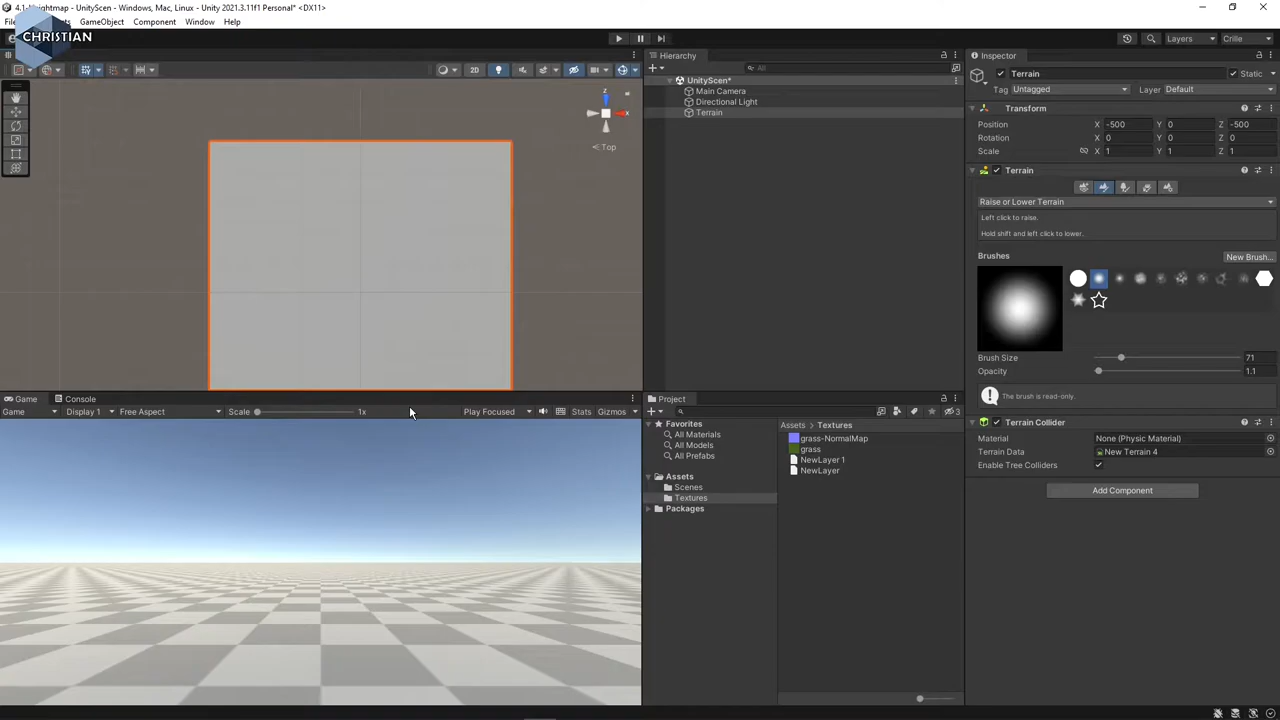 4.1-Heightmap - UnityScen - Windows, Mac, Linux - Unity 2021.3.11f1 Personal* <DX11>
GameObject Component Window Help
CHRISTIAN
Layers Crille
2D
z
x
Top
Hierarchy
All
UnityScen*
Main Camera
Directional Light
Terrain
Inspector
Terrain Static
Tag Untagged Layer Default
Transform
Position X -500 Y 0 Z -500
Rotation X 0 Y 0 Z 0
Scale X 1 Y 1 Z 1
Terrain
Raise or Lower Terrain
Left click to raise.
Hold shift and left click to lower.
Brushes New Brush...
Brush Size 71
Opacity 1.1
The brush is read-only.
Terrain Collider
Material None (Physic Material)
Terrain Data New Terrain 4
Enable Tree Colliders
Add Component
Game Console
Game Display 1 Free Aspect Scale 1x Play Focused Stats Gizmos
Project
3
Favorites
All Materials
All Models
All Prefabs
Assets
Scenes
Textures
Packages
Assets > Textures
grass-NormalMap
grass
NewLayer 1
NewLayer